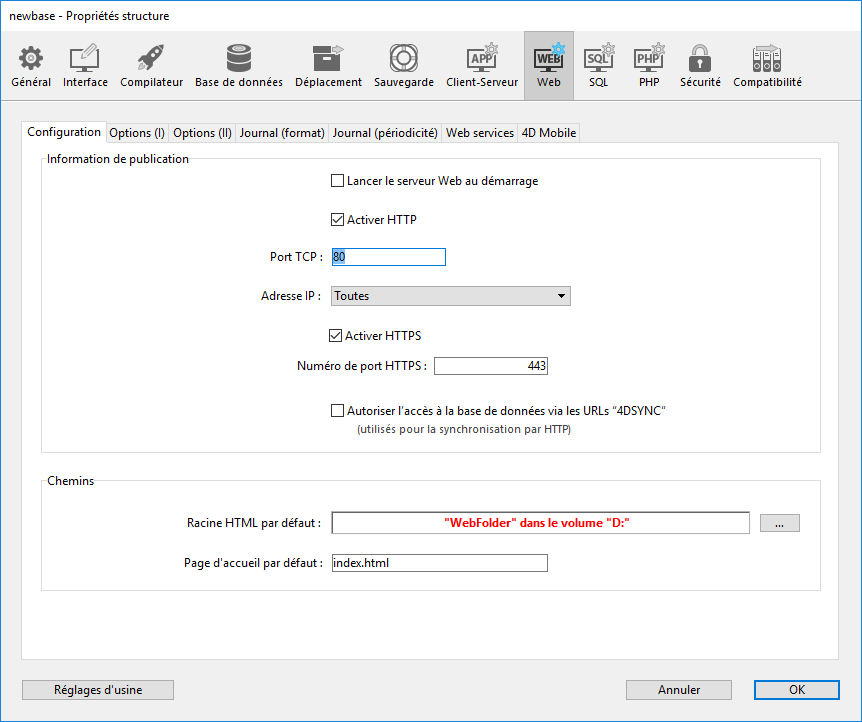 newbase - Propriétés structure
APP WEB SQL PHP
Général Interface Compilateur Base de données Déplacement Sauvegarde Client-Serveur Web SQL PHP Sécurité Compatibilité
Configuration Options (I) Options (II) Journal (format) Journal (périodicité) Web services 4D Mobile
Information de publication
Lancer le serveur Web au démarrage
Activer HTTP
Port TCP : 80
Adresse IP : Toutes
Activer HTTPS
Numéro de port HTTPS : 443
Autoriser l'accès à la base de données via les URLs "4DSYNC"
(utilisés pour la synchronisation par HTTP)
Chemins
Racine HTML par défaut : "WebFolder" dans le volume "D:" ...
Page d'accueil par défaut : index.html
Réglages d'usine Annuler OK